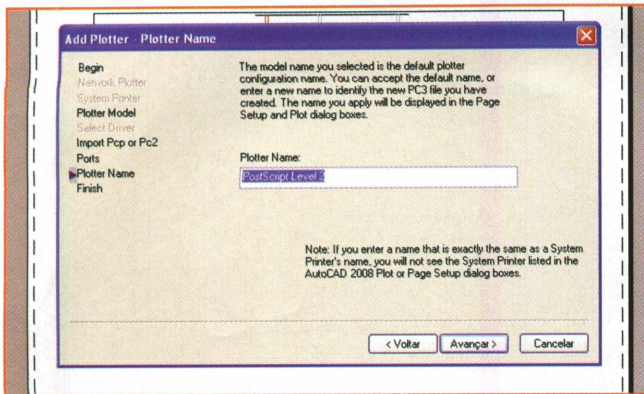 Add Plotter - Plotter Name
Begin
Network Plotter
System Printer
Plotter Model
Select Driver
Import Pcp or Pc2
Ports
Plotter Name
Finish
The model name you selected is the default plotter
configuration name. You can accept the default name, or
enter a new name to identify the new PC3 file you have
created. The name you apply will be displayed in the Page
Setup and Plot dialog boxes.
Plotter Name:
PostScript Level 2
Note: If you enter a name that is exactly the same as a System
Printer's name, you will not see the System Printer listed in the
AutoCAD 2008 Plot or Page Setup dialog boxes.
< Voltar
Avançar >
Cancelar